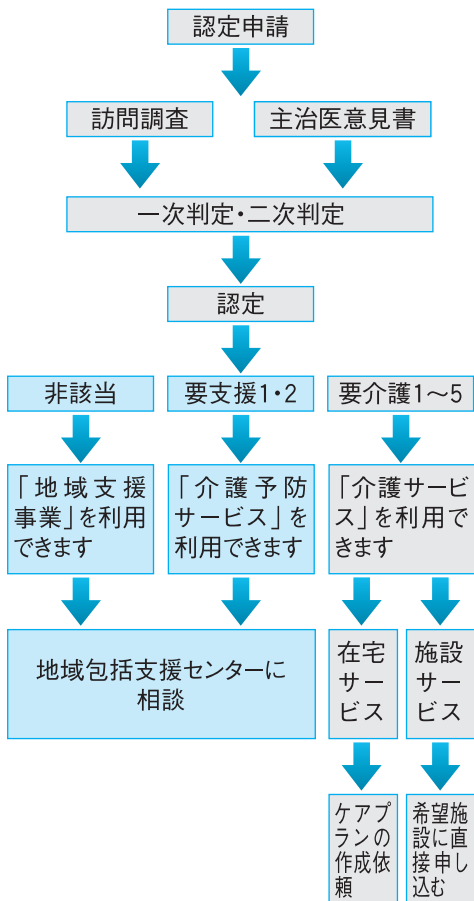 認定申請
訪問調査
主治医意見書
一次判定・二次判定
認定
非該当
要支援1・2
要介護1〜5
「地域支援
事業」を利用
できます
「介護予防
サービス」を
利用できます
「介護サービ
ス」を利用で
きます
地域包括支援センターに
相談
在宅
サー
ビス
施設
サー
ビス
ケアプ
ランの
作成依
頼
希望施
設に直
接申し
込む